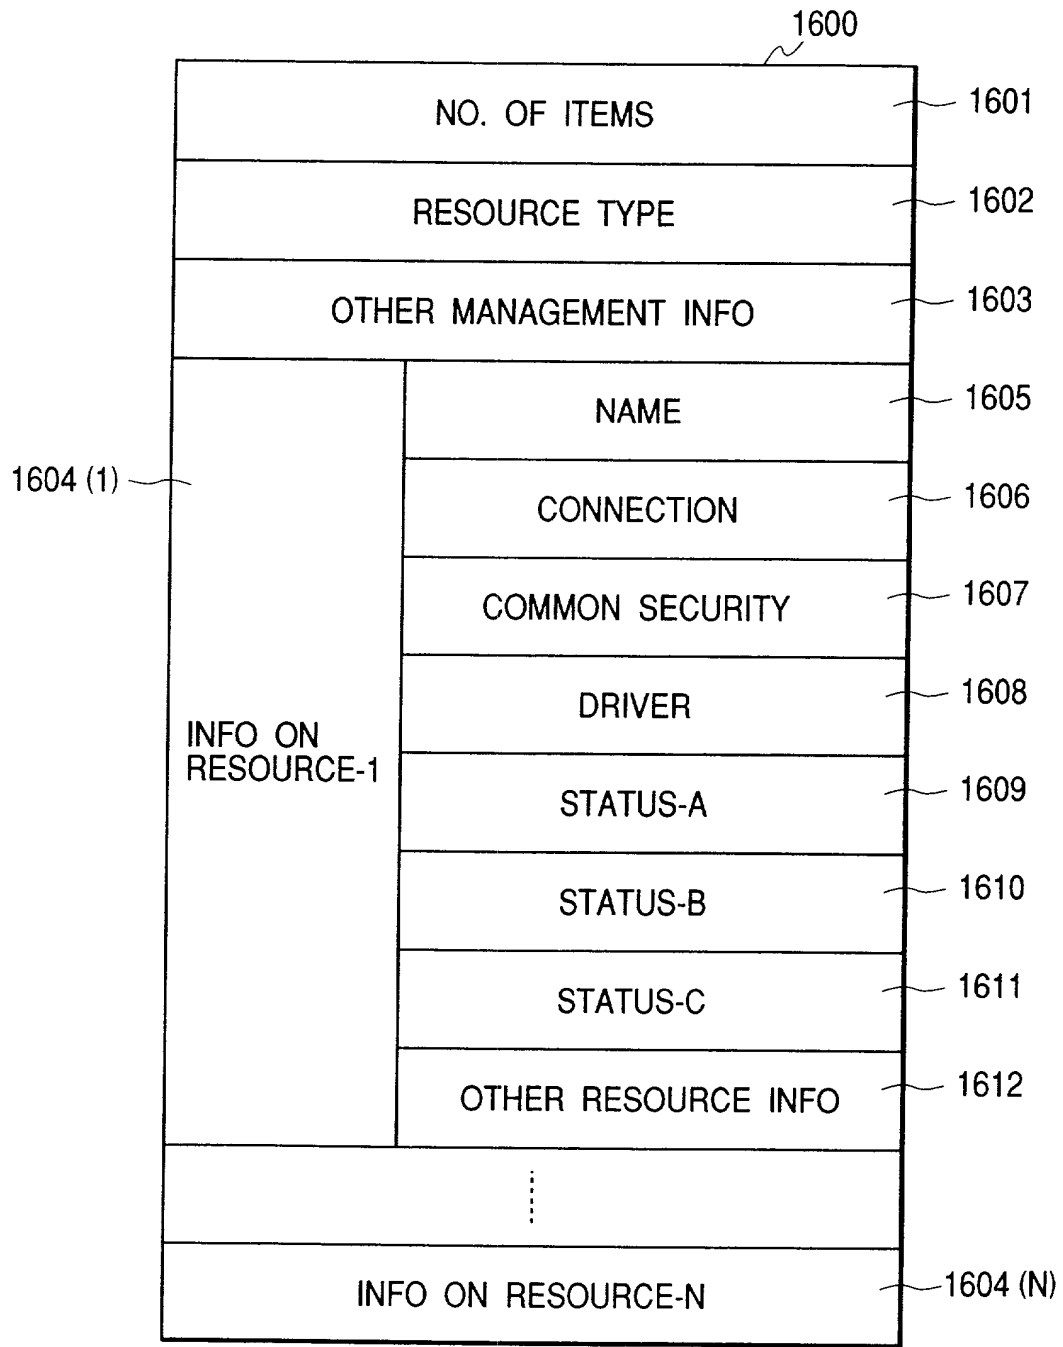 1600
NO. OF ITEMS
1601
RESOURCE TYPE
1602
OTHER MANAGEMENT INFO
1603
1604 (1)
INFO ON
RESOURCE-1
NAME
1605
CONNECTION
1606
COMMON SECURITY
1607
DRIVER
1608
STATUS-A
1609
STATUS-B
1610
STATUS-C
1611
OTHER RESOURCE INFO
1612
INFO ON RESOURCE-N
1604 (N)